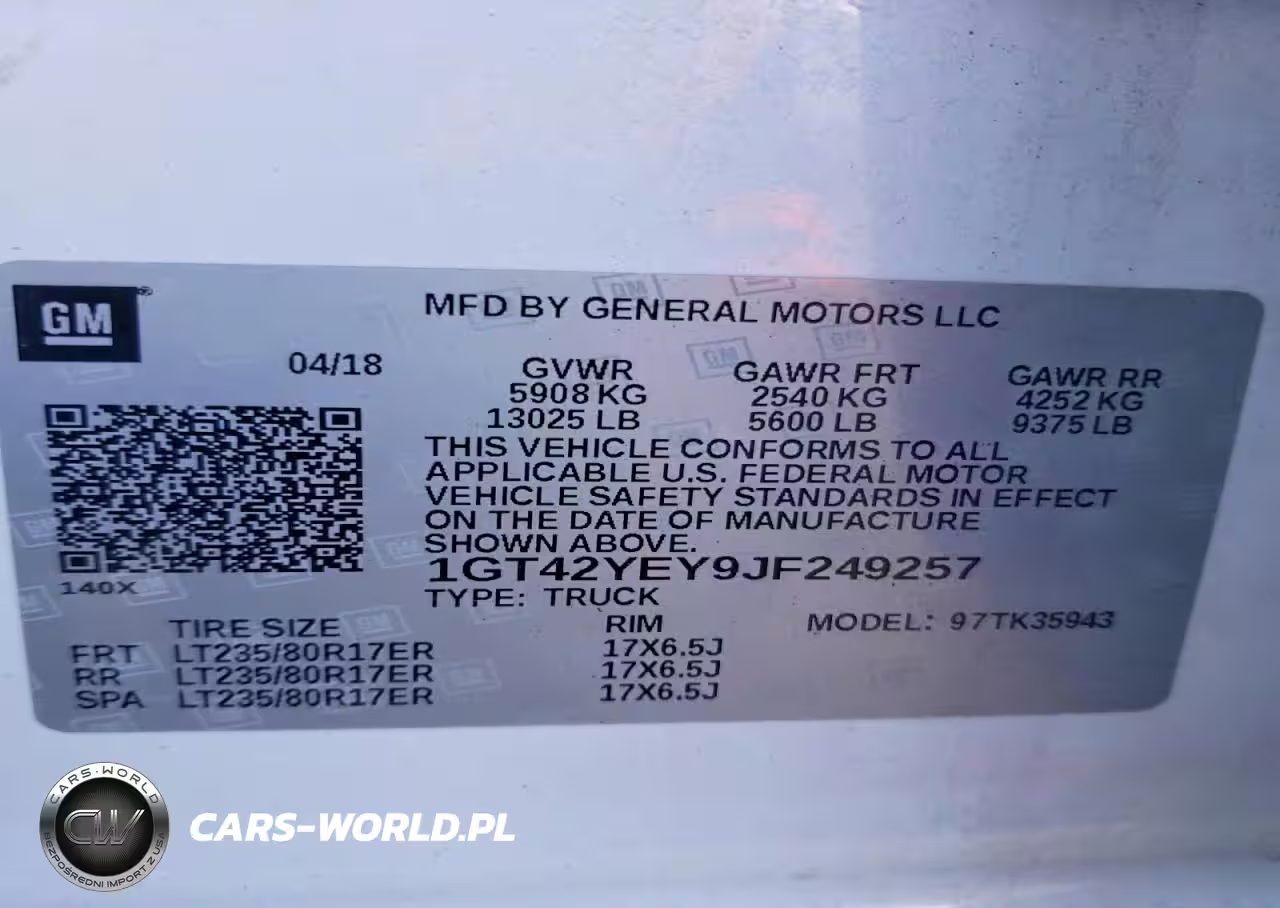 GM®
MFD BY GENERAL MOTORS LLC
04/18
GVWR GAWR FRT GAWR RR
5908 KG 2540 KG 4252 KG
13025 LB 5600 LB 9375 LB
THIS VEHICLE CONFORMS TO ALL
APPLICABLE U.S. FEDERAL MOTOR
VEHICLE SAFETY STANDARDS IN EFFECT
ON THE DATE OF MANUFACTURE
SHOWN ABOVE.
140X
1GT42YEY9JF249257
TYPE: TRUCK
TIRE SIZE RIM MODEL: 97TK35943
FRT LT235/80R17ER 17X6.5J
RR LT235/80R17ER 17X6.5J
SPA LT235/80R17ER 17X6.5J
CARS-WORLD
CW
BEZPOŚREDNI IMPORT Z USA
CARS-WORLD.PL